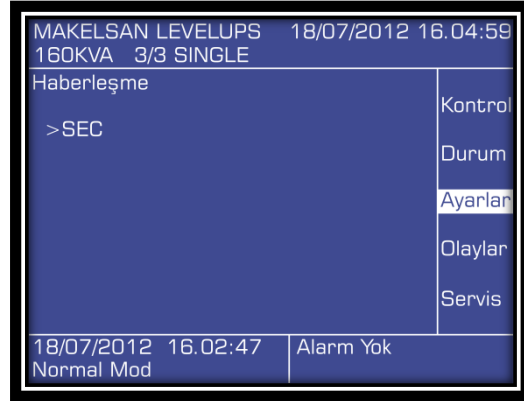 MAKELSAN LEVELUPS 18/07/2012 16.04:59
160KVA 3/3 SINGLE
Haberleşme
>SEC
Kontrol
Durum
Ayarlar
Olaylar
Servis
18/07/2012 16.02:47
Normal Mod
Alarm Yok